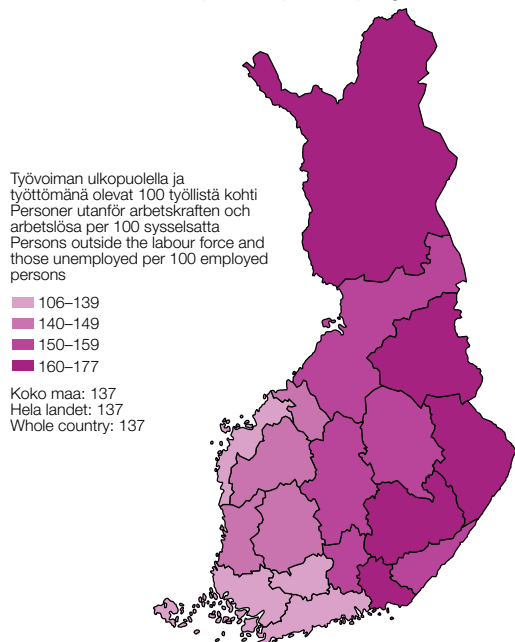 Työvoiman ulkopuolella ja
työttömänä olevat 100 työllistä kohti
Personer utanför arbetskraften och
arbetslösa per 100 sysselsatta
Persons outside the labour force and
those unemployed per 100 employed
persons
106–139
140–149
150–159
160–177
Koko maa: 137
Hela landet: 137
Whole country: 137